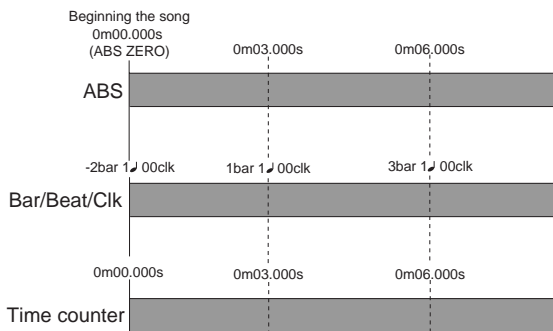 Beginning the song
0m00.000s
(ABS ZERO)
0m03.000s
0m06.000s
ABS
-2bar 1♩ 00clk
1bar 1♩ 00clk
3bar 1♩ 00clk
Bar/Beat/Clk
0m00.000s
0m03.000s
0m06.000s
Time counter